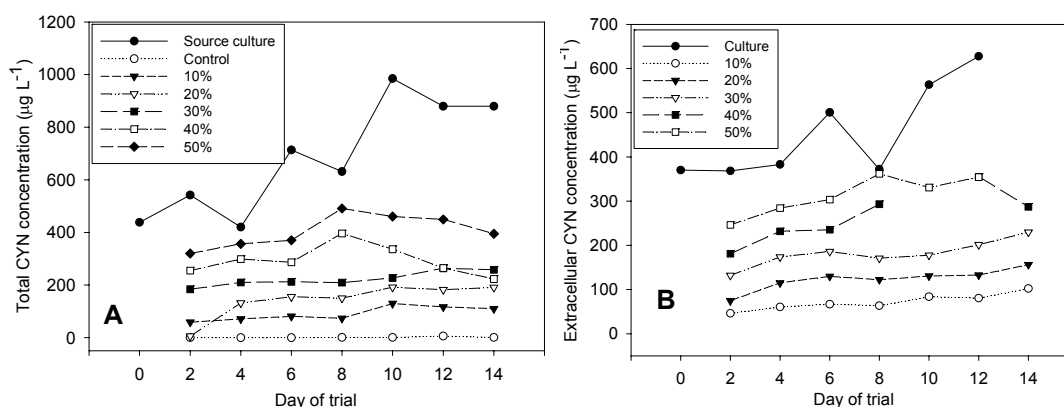 Total CYN concentration (µg L⁻¹)
1200
1000
800
600
400
200
0
Source culture
Control
10%
20%
30%
40%
50%
A
0 2 4 6 8 10 12 14
Day of trial
Extracellular CYN concentration (µg L⁻¹)
700
600
500
400
300
200
100
0
Culture
10%
20%
30%
40%
50%
B
0 2 4 6 8 10 12 14
Day of trial